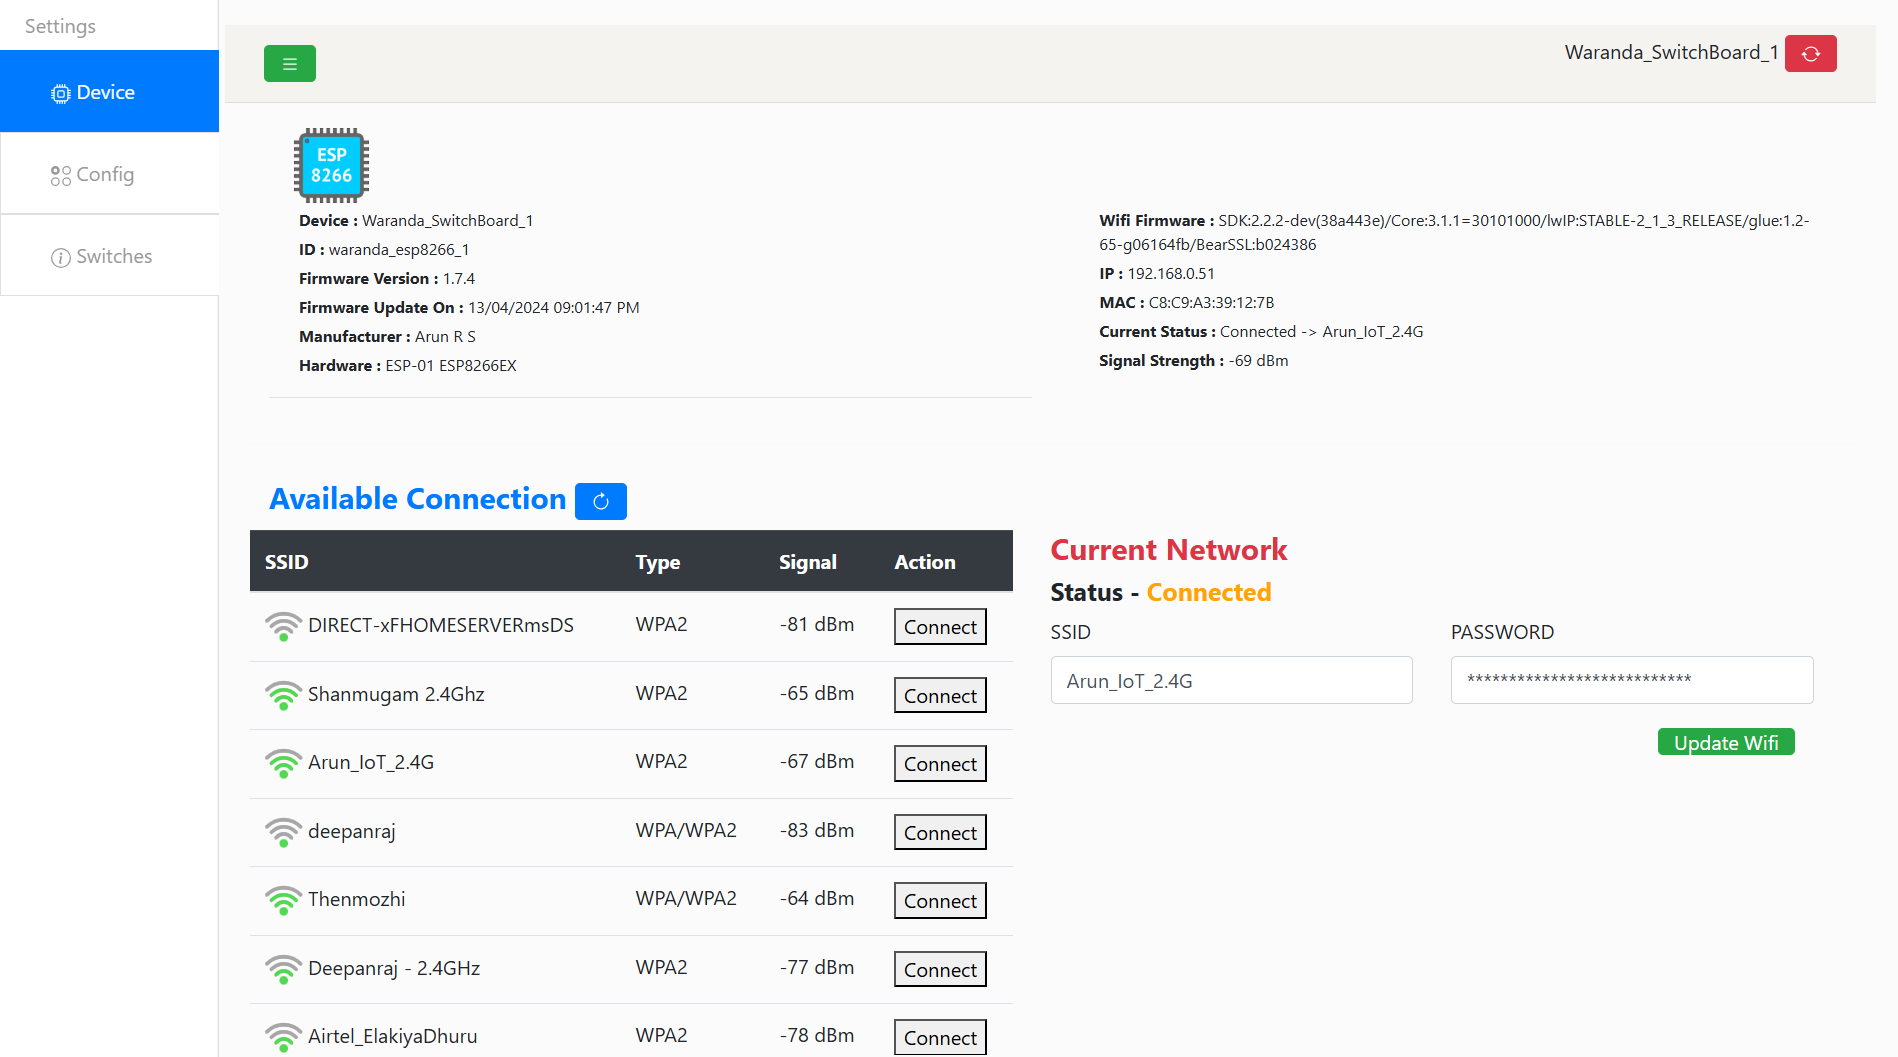 Settings
Device
Config
Switches
Waranda_SwitchBoard_1
ESP
8266
Device : Waranda_SwitchBoard_1
ID : waranda_esp8266_1
Firmware Version : 1.7.4
Firmware Update On : 13/04/2024 09:01:47 PM
Manufacturer : Arun R S
Hardware : ESP-01 ESP8266EX
Wifi Firmware : SDK:2.2.2-dev(38a443e)/Core:3.1.1=30101000/lwIP:STABLE-2_1_3_RELEASE/glue:1.2-
65-g06164fb/BearSSL:b024386
IP : 192.168.0.51
MAC : C8:C9:A3:39:12:7B
Current Status : Connected -> Arun_IoT_2.4G
Signal Strength : -69 dBm
Available Connection
SSID Type Signal Action
DIRECT-xFHOMESERVERmsDS WPA2 -81 dBm Connect
Shanmugam 2.4Ghz WPA2 -65 dBm Connect
Arun_IoT_2.4G WPA2 -67 dBm Connect
deepanraj WPA/WPA2 -83 dBm Connect
Thenmozhi WPA/WPA2 -64 dBm Connect
Deepanraj - 2.4GHz WPA2 -77 dBm Connect
Airtel_ElakiyaDhuru WPA2 -78 dBm Connect
Current Network
Status - Connected
SSID PASSWORD
Arun_IoT_2.4G ***************************
Update Wifi